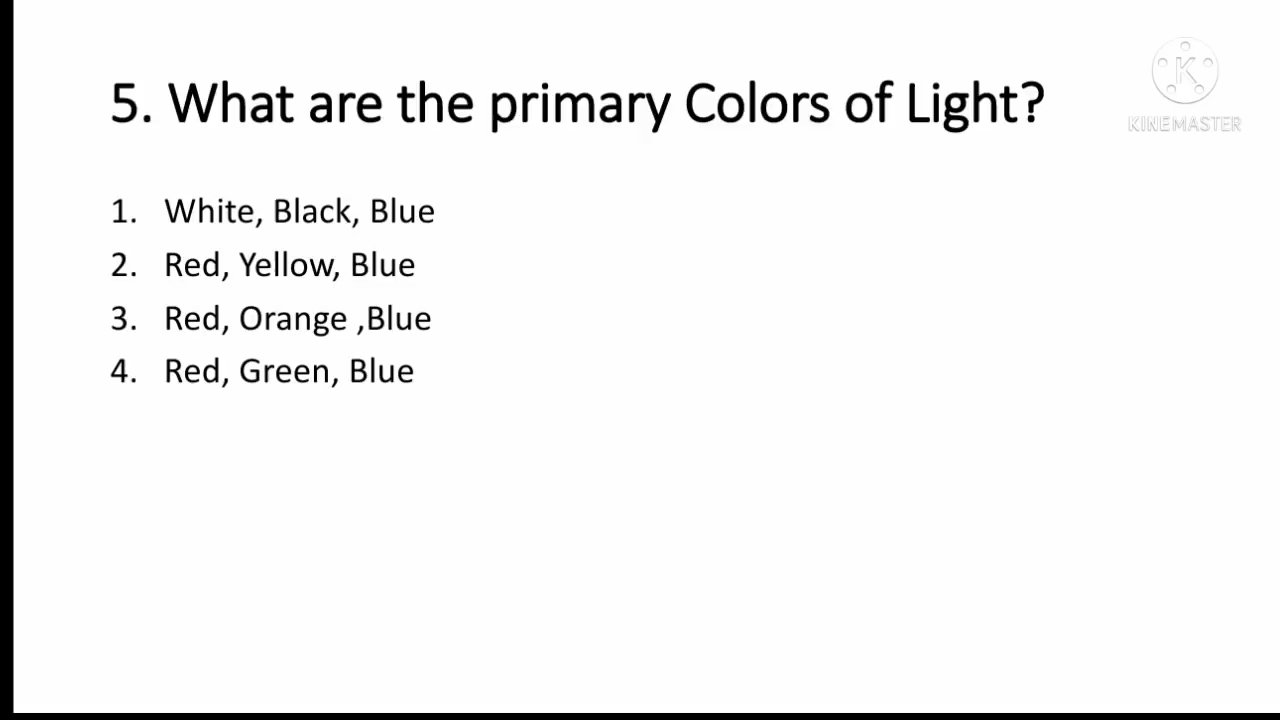 5. What are the primary Colors of Light?
KINEMASTER
1. White, Black, Blue
2. Red, Yellow, Blue
3. Red, Orange ,Blue
4. Red, Green, Blue